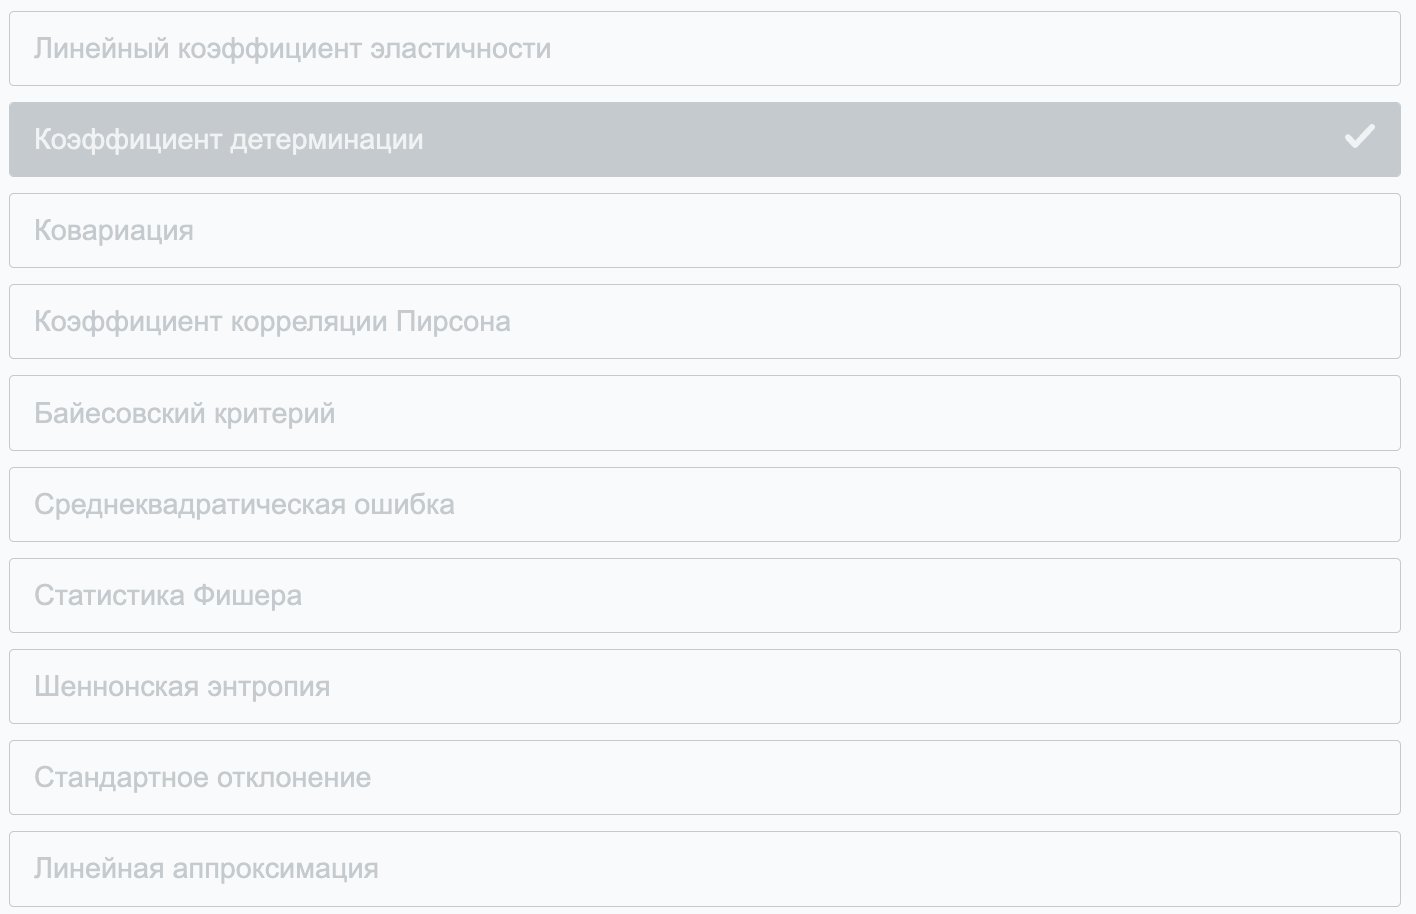 Линейный коэффициент эластичности
Коэффициент детерминации
Ковариация
Коэффициент корреляции Пирсона
Байесовский критерий
Среднеквадратическая ошибка
Статистика Фишера
Шеннонская энтропия
Стандартное отклонение
Линейная аппроксимация